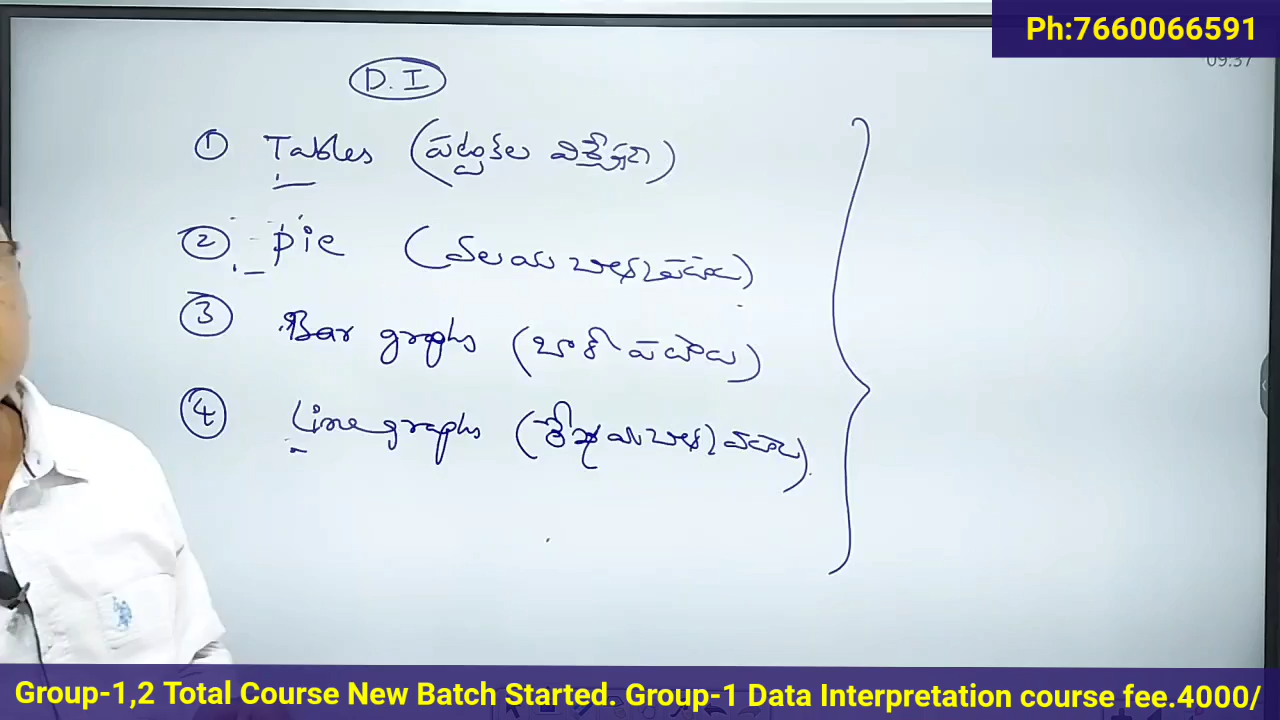 Ph:7660066591
09:37
D.I
① Tables (పట్టికల విశ్లేషణ)
② pie (వలయ
③ Bar graphs (
④ Line graphs (
Group-1,2 Total Course New Batch Started. Group-1 Data Interpretation course fee.4000/